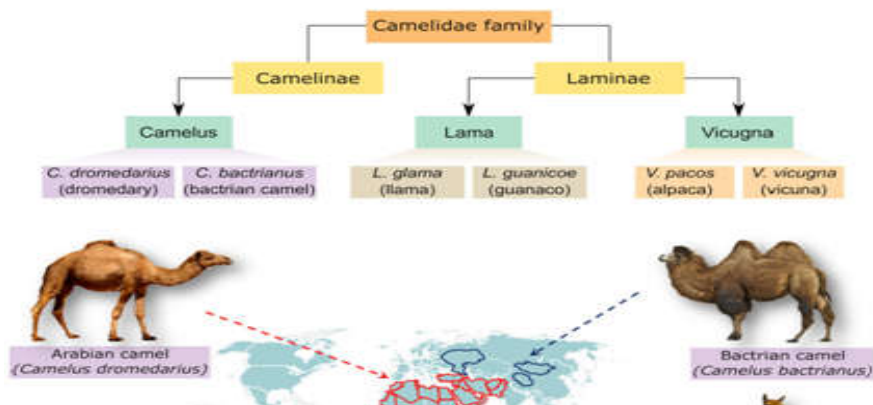 Camelidae family
Camelinae
Laminae
Camelus
Lama
Vicugna
C. dromedarius
(dromedary)
C. bactrianus
(bactrian camel)
L. glama
(llama)
L. guanicoe
(guanaco)
V. pacos
(alpaca)
V. vicugna
(vicuna)
Arabian camel
(Camelus dromedarius)
Bactrian camel
(Camelus bactrianus)